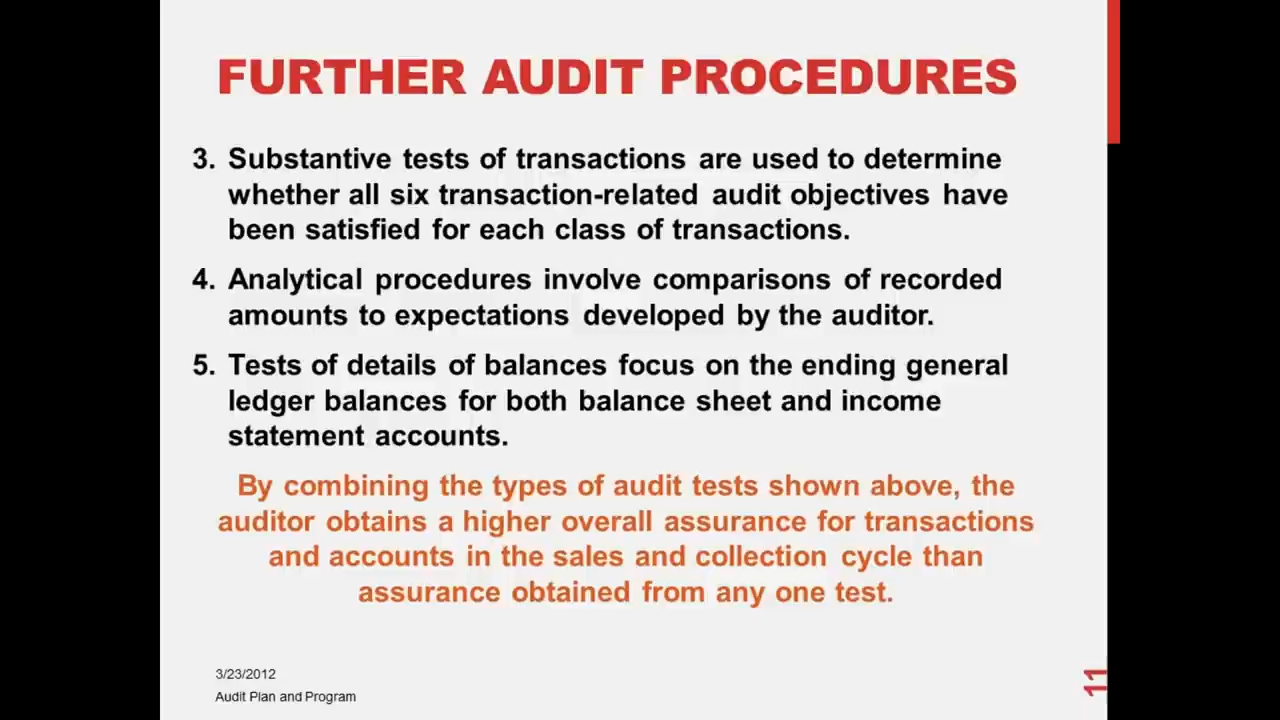 FURTHER AUDIT PROCEDURES
3. Substantive tests of transactions are used to determine
whether all six transaction-related audit objectives have
been satisfied for each class of transactions.
4. Analytical procedures involve comparisons of recorded
amounts to expectations developed by the auditor.
5. Tests of details of balances focus on the ending general
ledger balances for both balance sheet and income
statement accounts.
By combining the types of audit tests shown above, the
auditor obtains a higher overall assurance for transactions
and accounts in the sales and collection cycle than
assurance obtained from any one test.
3/23/2012
Audit Plan and Program
11